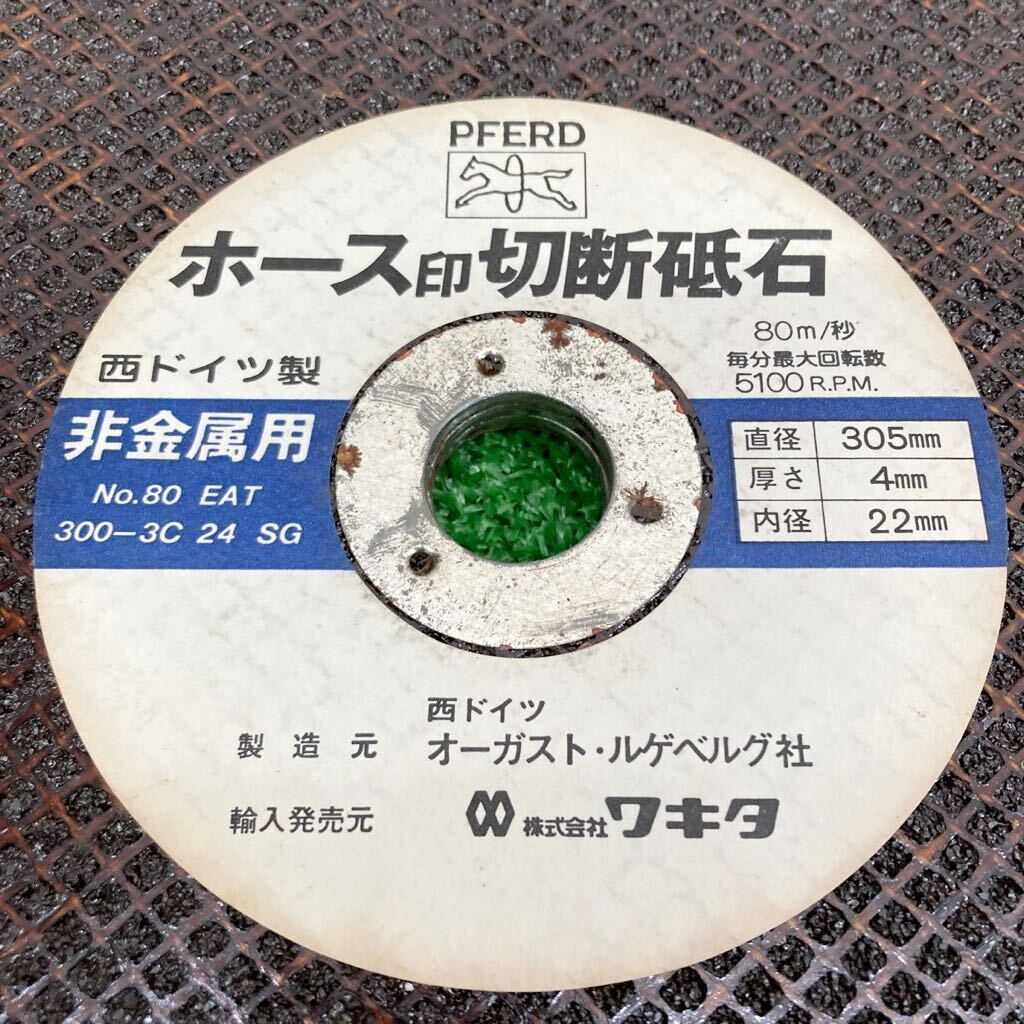 PFERD
ホース印切断砥石
80m/秒
毎分最大回転数
5100 R.P.M.
西ドイツ製
非金属用
No.80 EAT
300-3C 24 SG
直径 305mm
厚さ 4mm
内径 22mm
西ドイツ
製造元 オーガスト・ルゲベルグ社
輸入発売元 株式会社ワキタ